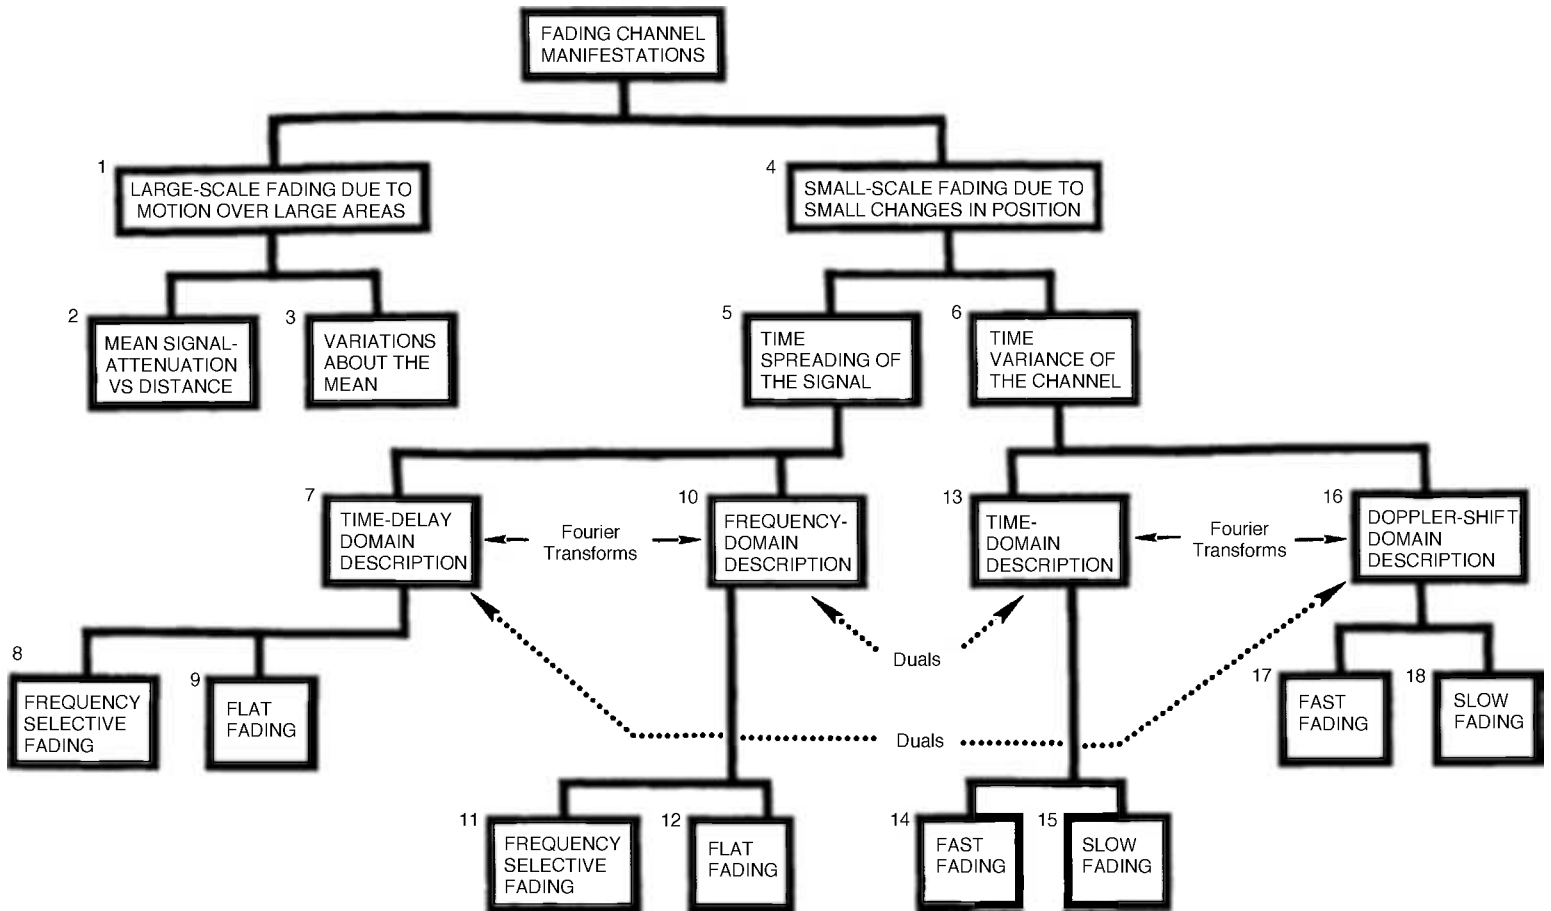 FADING CHANNEL
MANIFESTATIONS
1
LARGE-SCALE FADING DUE TO
MOTION OVER LARGE AREAS
4
SMALL-SCALE FADING DUE TO
SMALL CHANGES IN POSITION
2
MEAN SIGNAL-
ATTENUATION
VS DISTANCE
3
VARIATIONS
ABOUT THE
MEAN
5
TIME
SPREADING OF
THE SIGNAL
6
TIME
VARIANCE OF
THE CHANNEL
7
TIME-DELAY
DOMAIN
DESCRIPTION
Fourier
Transforms
10
FREQUENCY-
DOMAIN
DESCRIPTION
13
TIME-
DOMAIN
DESCRIPTION
Fourier
Transforms
16
DOPPLER-SHIFT
DOMAIN
DESCRIPTION
Duals
8
FREQUENCY
SELECTIVE
FADING
9
FLAT
FADING
Duals
17
FAST
FADING
18
SLOW
FADING
11
FREQUENCY
SELECTIVE
FADING
12
FLAT
FADING
14
FAST
FADING
15
SLOW
FADING